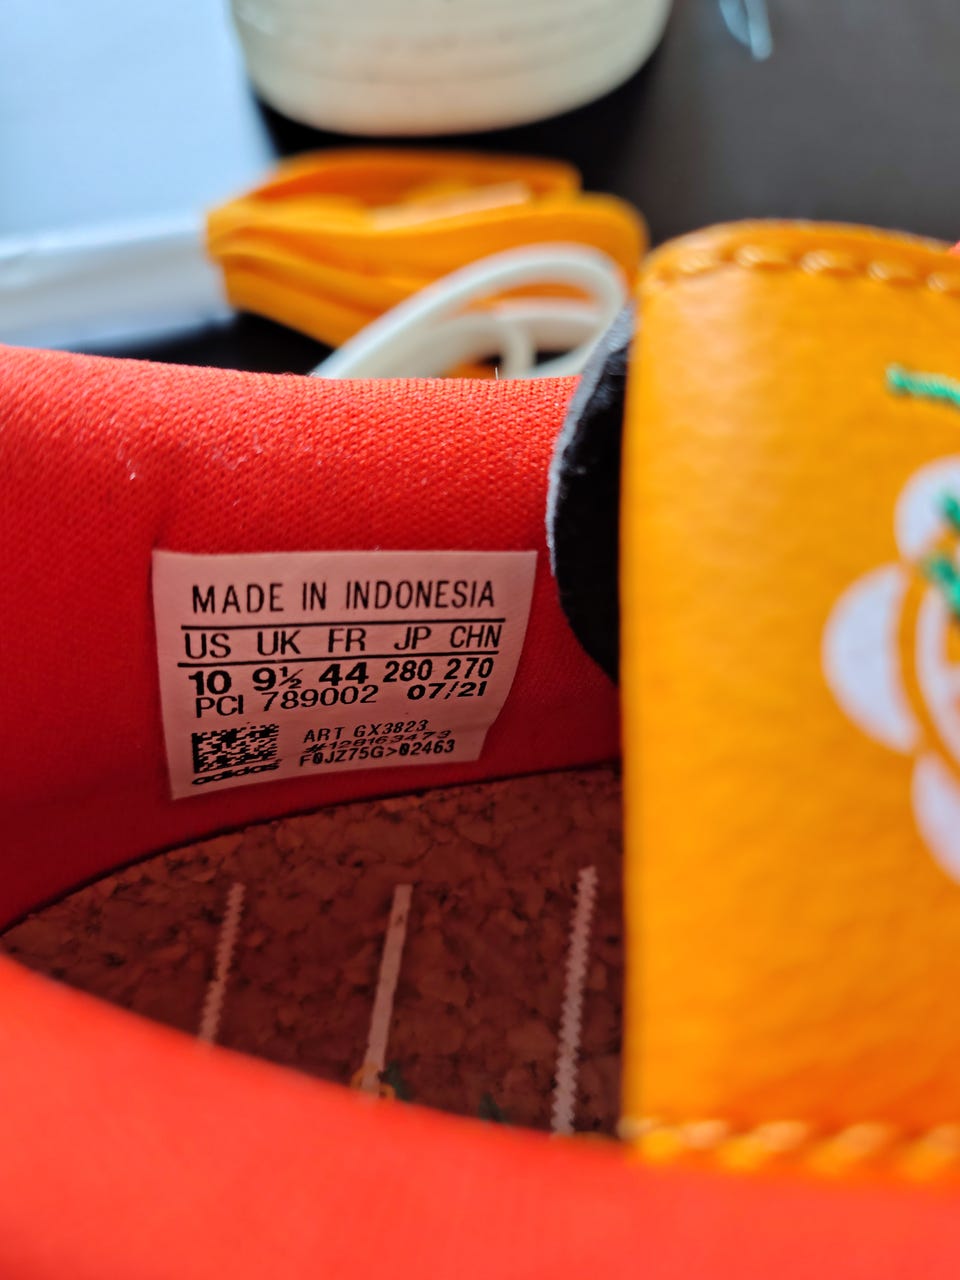 MADE IN INDONESIA
US UK FR JP CHN
10 9½ 44 280 270
PCI 789002 07/21
ART GX3823
#128163473
F0JZ75G>02463
adidas